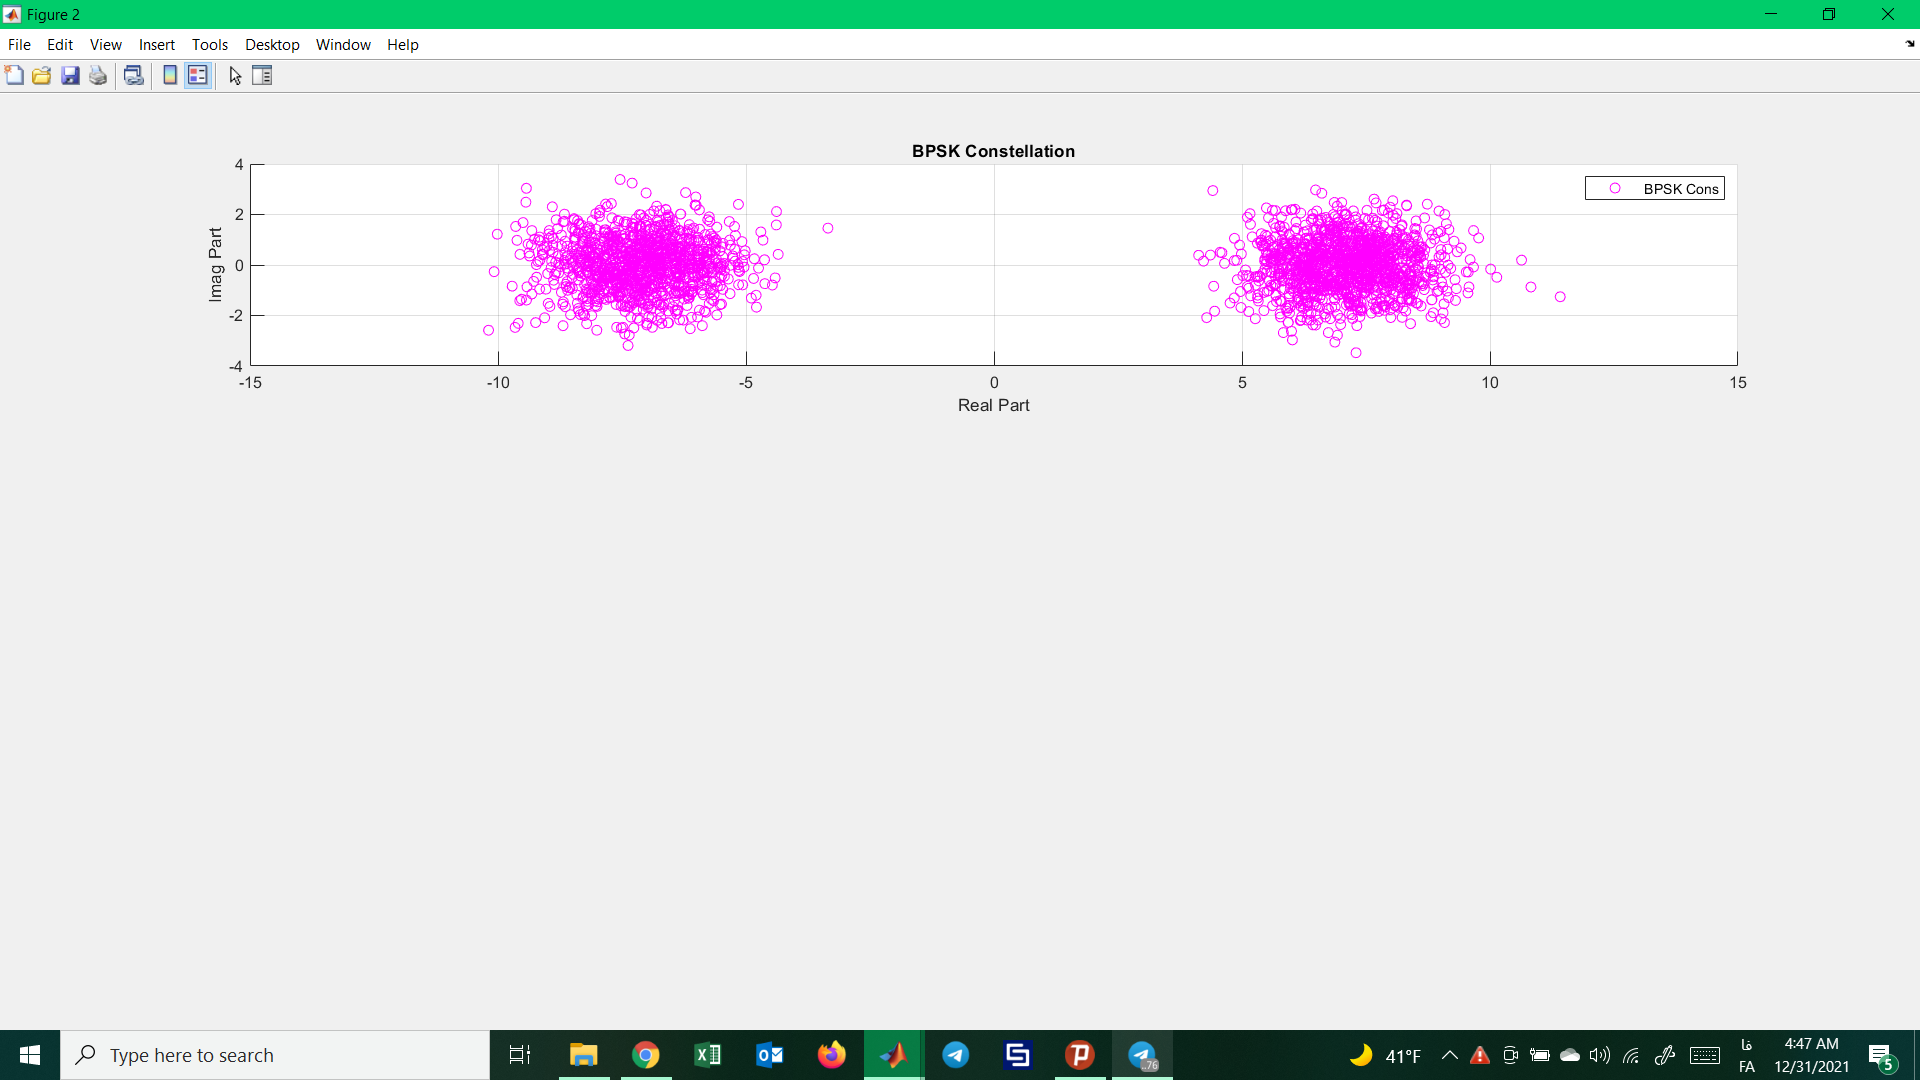 Figure 2
File Edit View Insert Tools Desktop Window Help
BPSK Constellation
BPSK Cons
4
2
0
-2
-4
Imag Part
-15 -10 -5 0 5 10 15
Real Part
Type here to search
..76
41°F
فا
FA
4:47 AM
12/31/2021
5